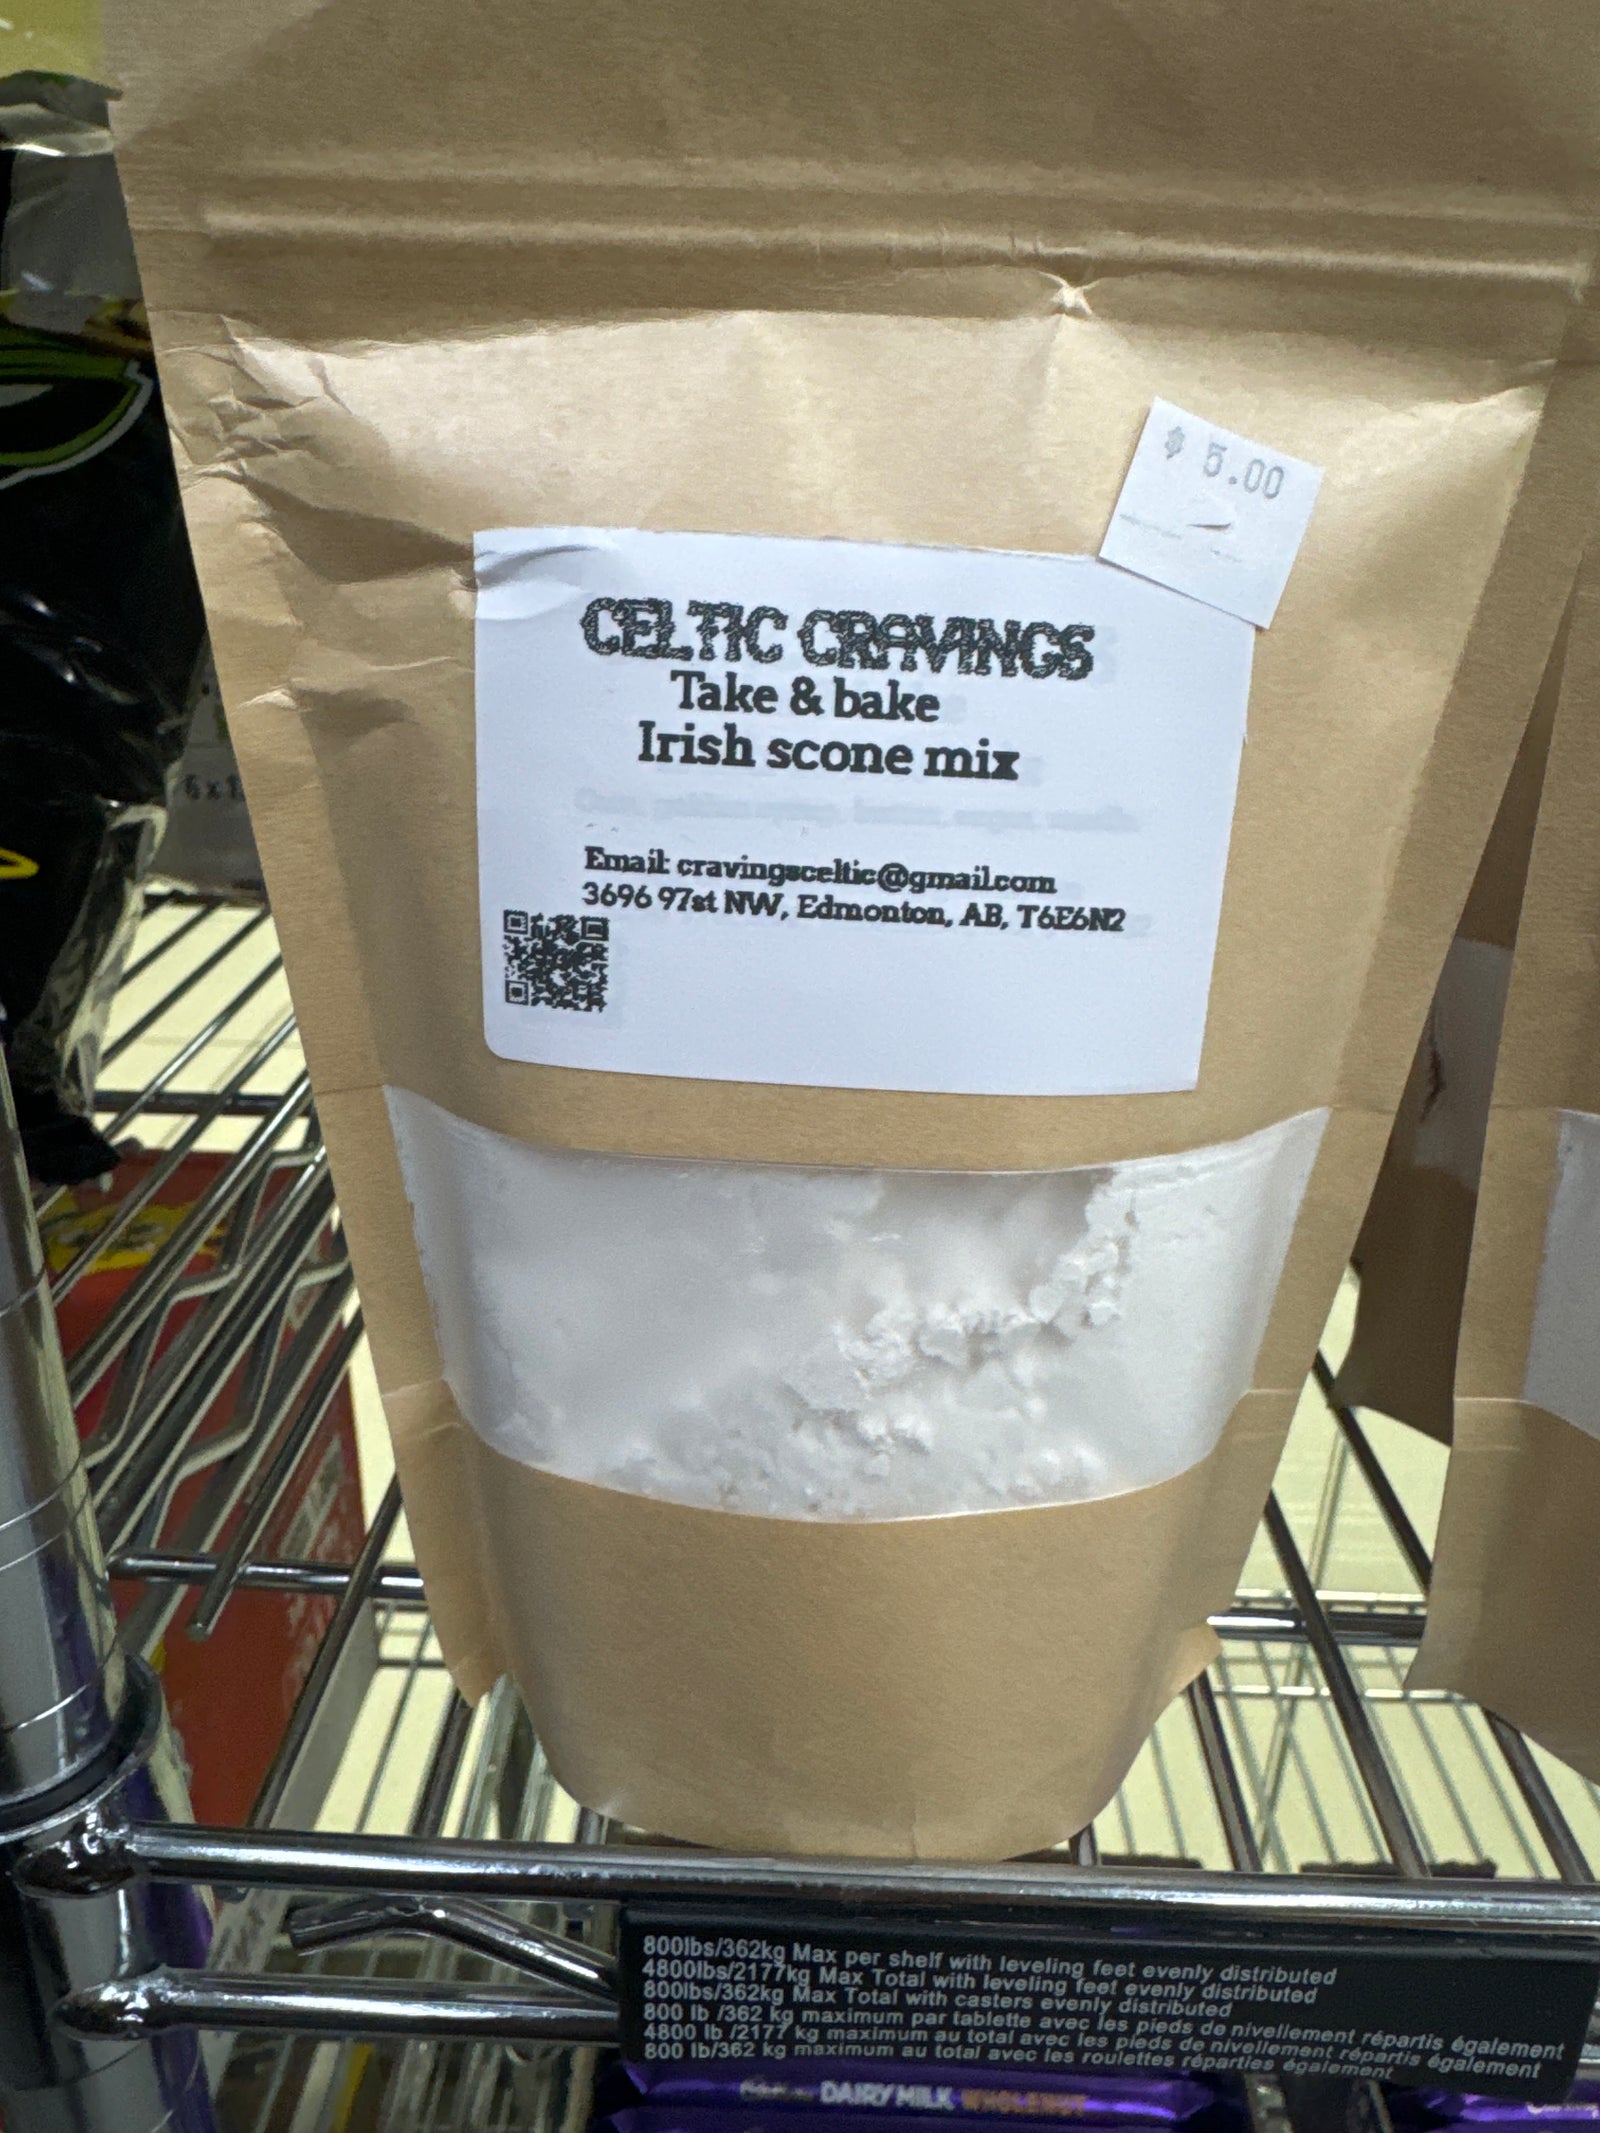 $ 5.00
CELTIC CRAVINGS
Take & bake
Irish scone mix
Email: cravingsceltic@gmail.com
3696 97st NW, Edmonton, AB, T6E6N2
6x1
800lbs/362kg Max per shelf with leveling feet evenly distributed
4800lbs/2177kg Max Total with leveling feet evenly distributed
800lbs/362kg Max Total with casters evenly distributed
800 lb /362 kg maximum par tablette avec les pieds de nivellement répartis également
4800 lb /2177 kg maximum au total avec les pieds de nivellement répartis également
800 lb/362 kg maximum au total avec les roulettes réparties également
DAIRY MILK WHOLENUT